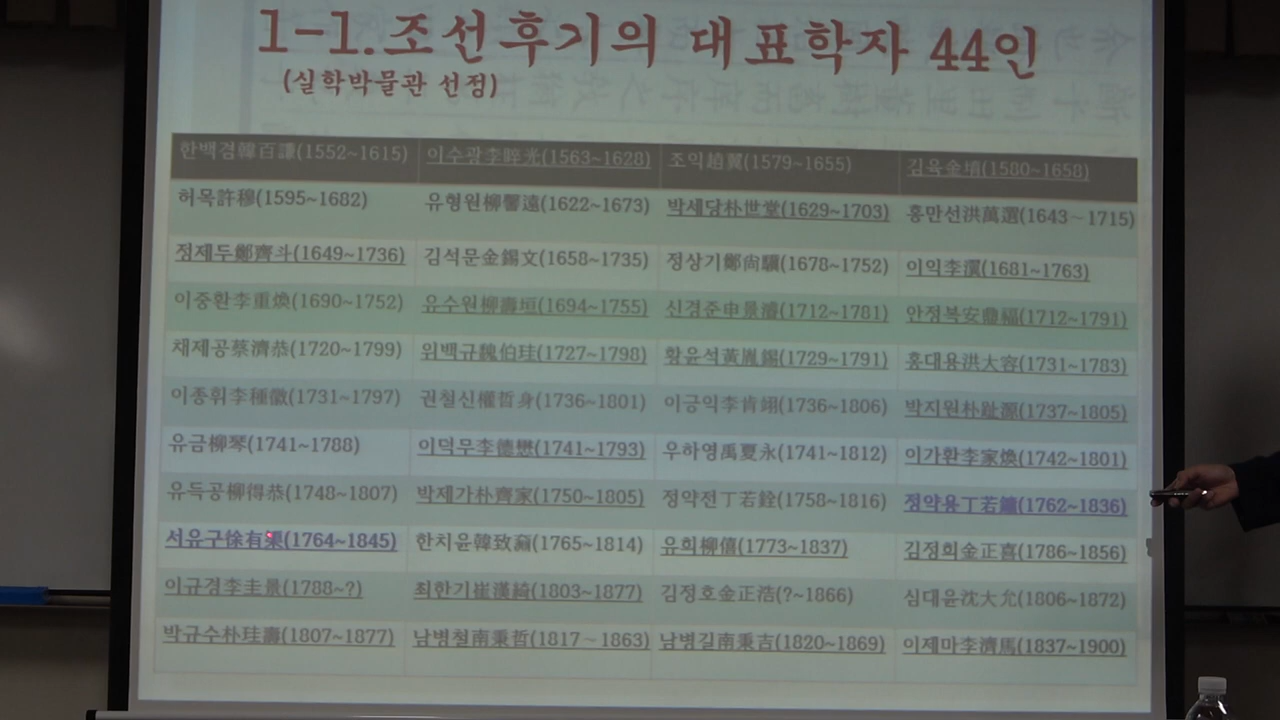 1-1.조선후기의 대표학자 44인
(실학박물관 선정)
한백겸韓百謙(1552~1615) 이수광李睟光(1563~1628) 조익趙翼(1579~1655) 김육金堉(1580~1658)
허목許穆(1595~1682) 유형원柳馨遠(1622~1673) 박세당朴世堂(1629~1703) 홍만선洪萬選(1643~1715)
정제두鄭齊斗(1649~1736) 김석문金錫文(1658~1735) 정상기鄭尙驥(1678~1752) 이익李瀷(1681~1763)
이중환李重煥(1690~1752) 유수원柳壽垣(1694~1755) 신경준申景濬(1712~1781) 안정복安鼎福(1712~1791)
채제공蔡濟恭(1720~1799) 위백규魏伯珪(1727~1798) 황윤석黃胤錫(1729~1791) 홍대용洪大容(1731~1783)
이종휘李種徽(1731~1797) 권철신權哲身(1736~1801) 이긍익李肯翊(1736~1806) 박지원朴趾源(1737~1805)
유금柳琴(1741~1788) 이덕무李德懋(1741~1793) 우하영禹夏永(1741~1812) 이가환李家煥(1742~1801)
유득공柳得恭(1748~1807) 박제가朴齊家(1750~1805) 정약전丁若銓(1758~1816) 정약용丁若鏞(1762~1836)
서유구徐有榘(1764~1845) 한치윤韓致奫(1765~1814) 유희柳僖(1773~1837) 김정희金正喜(1786~1856)
이규경李圭景(1788~?) 최한기崔漢綺(1803~1877) 김정호金正浩(?~1866) 심대윤沈大允(1806~1872)
박규수朴珪壽(1807~1877) 남병철南秉哲(1817~1863) 남병길南秉吉(1820~1869) 이제마李濟馬(1837~1900)